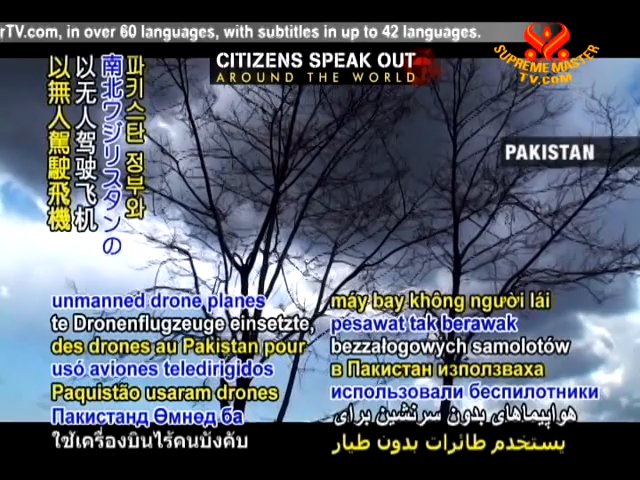 rTV.com, in over 60 languages, with subtitles in up to 42 languages.
CITIZENS SPEAK OUT
AROUND THE WORLD
SUPREME MASTER
TV.COM
PAKISTAN
파키스탄 정부와
南北ワジリスタンの
以无人驾驶飞机
以無人駕駛飛機
unmanned drone planes
te Dronenflugzeuge einsetzte,
des drones au Pakistan pour
usó aviones teledirigidos
Paquistão usaram drones
Пакистанд Өмнөд ба
ใช้เครื่องบินไร้คนบังคับ
máy bay không người lái
pesawat tak berawak
bezzałogowych samolotów
в Пакистан използваха
использовали беспилотники
هواپیماهای بدون سرنشین برای
يستخدم طائرات بدون طيار